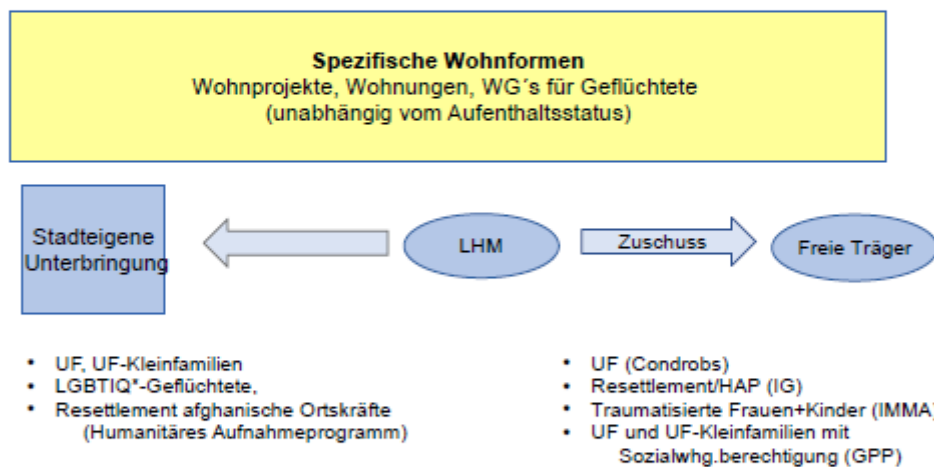 Spezifische Wohnformen
Wohnprojekte, Wohnungen, WG´s für Geflüchtete
(unabhängig vom Aufenthaltsstatus)
Stadteigene
Unterbringung
LHM
Zuschuss
Freie Träger
• UF, UF-Kleinfamilien
• LGBTIQ*-Geflüchtete,
• Resettlement afghanische Ortskräfte
(Humanitäres Aufnahmeprogramm)
• UF (Condrobs)
• Resettlement/HAP (IG)
• Traumatisierte Frauen+Kinder (IMMA)
• UF und UF-Kleinfamilien mit
Sozialwhg.berechtigung (GPP)